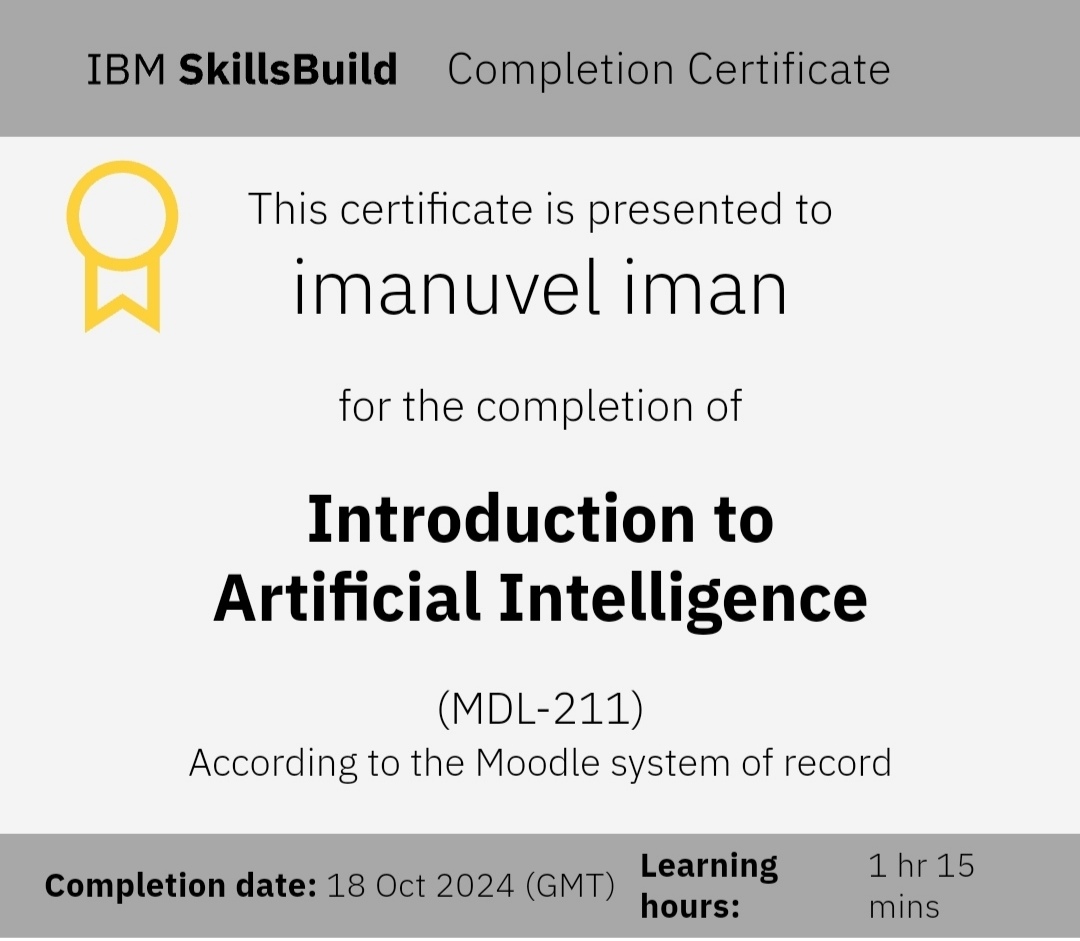 IBM SkillsBuild Completion Certificate
This certificate is presented to
imanuvel iman
for the completion of
Introduction to
Artificial Intelligence
(MDL-211)
According to the Moodle system of record
Completion date: 18 Oct 2024 (GMT)
Learning
hours:
1 hr 15
mins